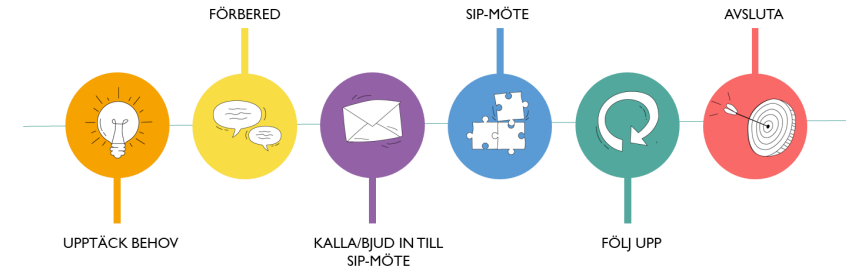 UPPTÄCK BEHOV
FÖRBERED
KALLA/BJUD IN TILL
SIP-MÖTE
SIP-MÖTE
FÖLJ UPP
AVSLUTA